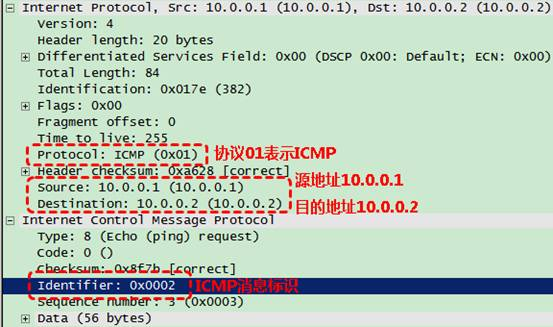 Internet Protocol, Src: 10.0.0.1 (10.0.0.1), Dst: 10.0.0.2 (10.0.0.2)
Version: 4
Header length: 20 bytes
Differentiated Services Field: 0x00 (DSCP 0x00: Default; ECN: 0x00)
Total Length: 84
Identification: 0x017e (382)
Flags: 0x00
Fragment offset: 0
Time to live: 255
Protocol: ICMP (0x01) 协议01表示ICMP
Header checksum: 0xa628 [correct]
Source: 10.0.0.1 (10.0.0.1) 源地址10.0.0.1
Destination: 10.0.0.2 (10.0.0.2) 目的地址10.0.0.2
Internet Control Message Protocol
Type: 8 (Echo (ping) request)
Code: 0 ()
Checksum: 0x8f7b [correct]
Identifier: 0x0002 ICMP消息标识
Sequence number: 3 (0x0003)
Data (56 bytes)